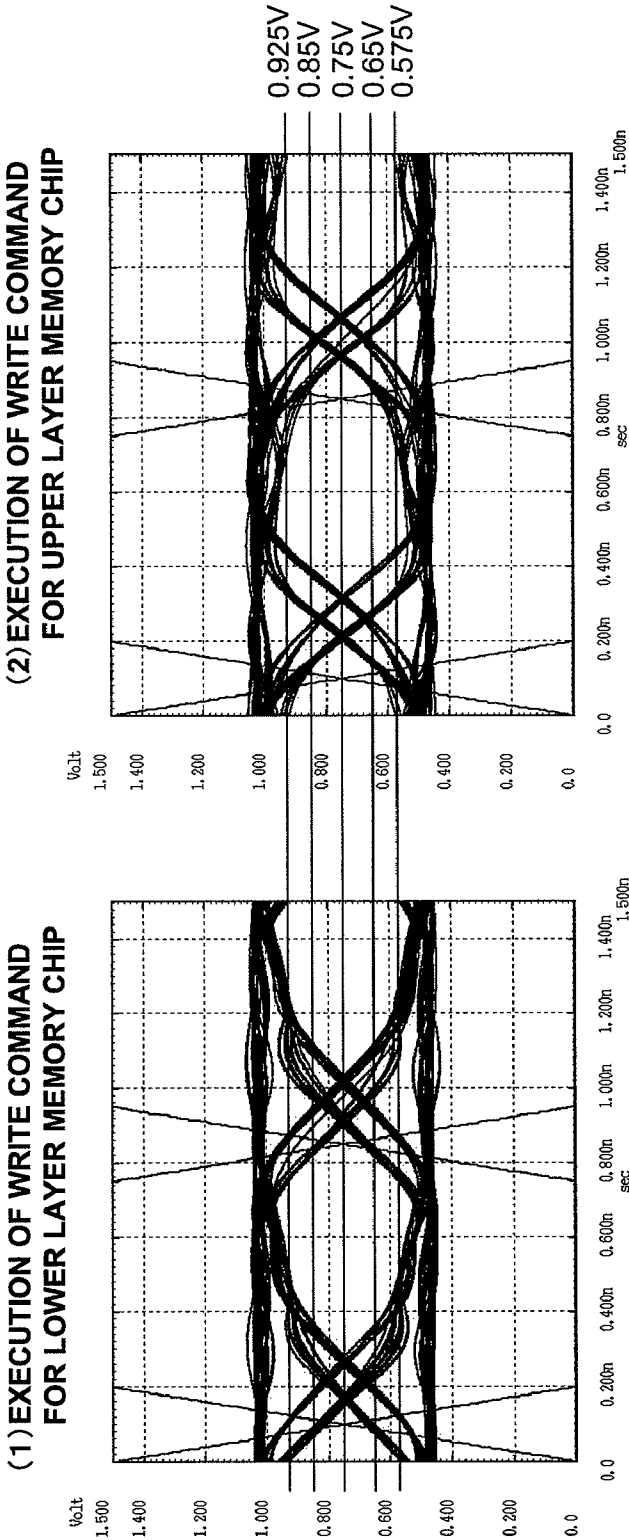 (1) EXECUTION OF WRITE COMMAND
FOR LOWER LAYER MEMORY CHIP
Volt
1.500
1.400
1.200
1.000
0.800
0.600
0.400
0.200
0.0
0.0
0.200n
0.400n
0.600n
0.800n
1.000n
1.200n
1.400n
1.500n
sec
(2) EXECUTION OF WRITE COMMAND
FOR UPPER LAYER MEMORY CHIP
Volt
1.500
1.400
1.200
1.000
0.800
0.600
0.400
0.200
0.0
0.0
0.200n
0.400n
0.600n
0.800n
1.000n
1.200n
1.400n
1.500n
sec
0.925V
0.85V
0.75V
0.65V
0.575V